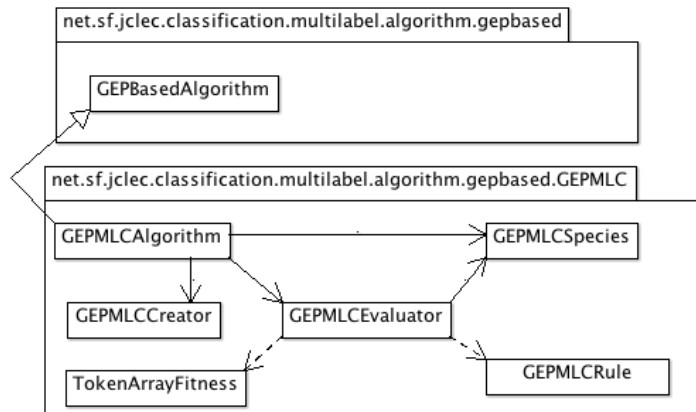 net.sf.jclec.classification.multilabel.algorithm.gepbased
GEPBasedAlgorithm
net.sf.jclec.classification.multilabel.algorithm.gepbased.GEPMLC
GEPMLCAlgorithm
GEPMLCSpecies
GEPMLCCreator
GEPMLCEvaluator
TokenArrayFitness
GEPMLCRule